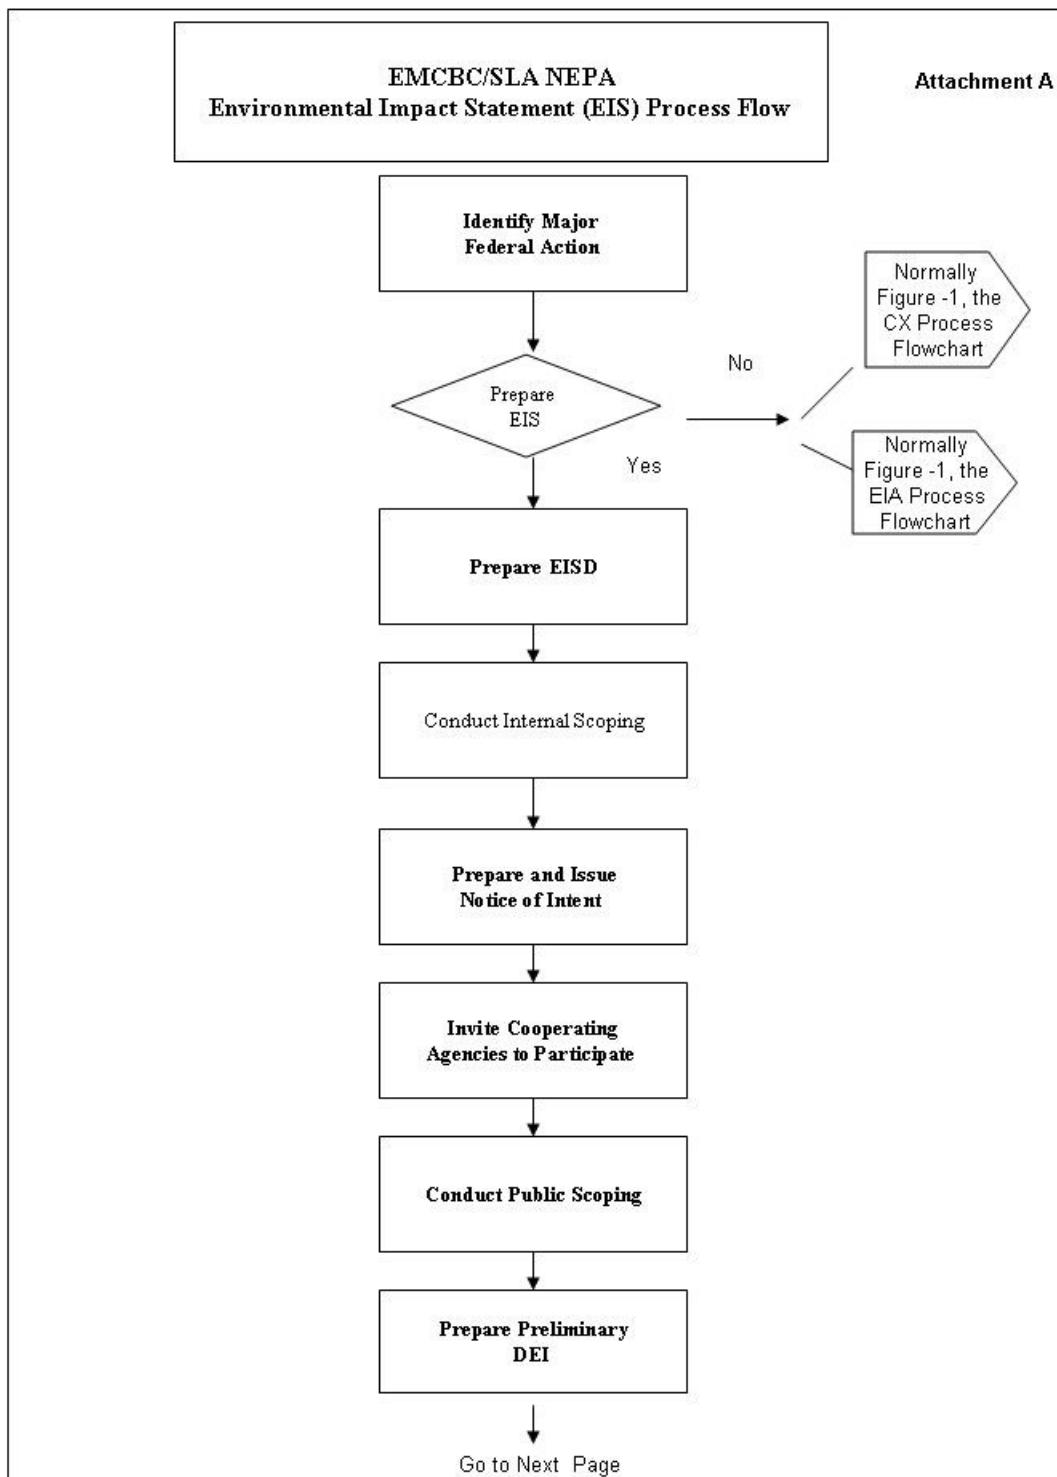 EMCBC/SLA NEPA
Environmental Impact Statement (EIS) Process Flow
Attachment A
Identify Major
Federal Action
Normally
Figure -1, the
CX Process
Flowchart
No
Prepare
EIS
Normally
Figure -1, the
EIA Process
Flowchart
Yes
Prepare EISD
Conduct Internal Scoping
Prepare and Issue
Notice of Intent
Invite Cooperating
Agencies to Participate
Conduct Public Scoping
Prepare Preliminary
DEI
Go to Next Page